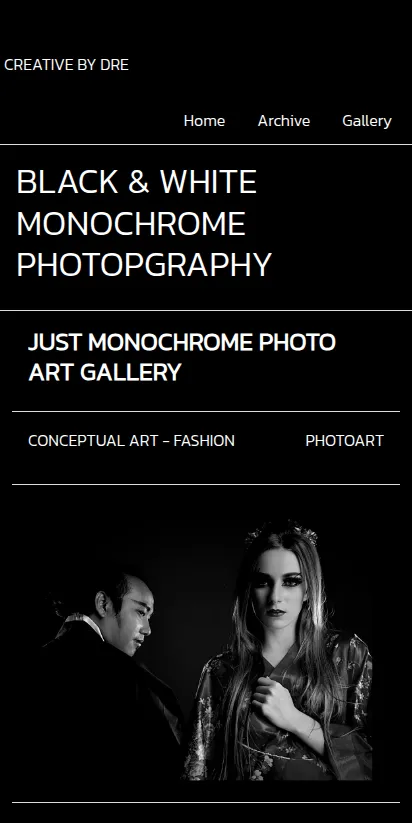 CREATIVE BY DRE
Home Archive Gallery
BLACK & WHITE
MONOCHROME
PHOTOPGRAPHY
JUST MONOCHROME PHOTO
ART GALLERY
CONCEPTUAL ART - FASHION PHOTOART